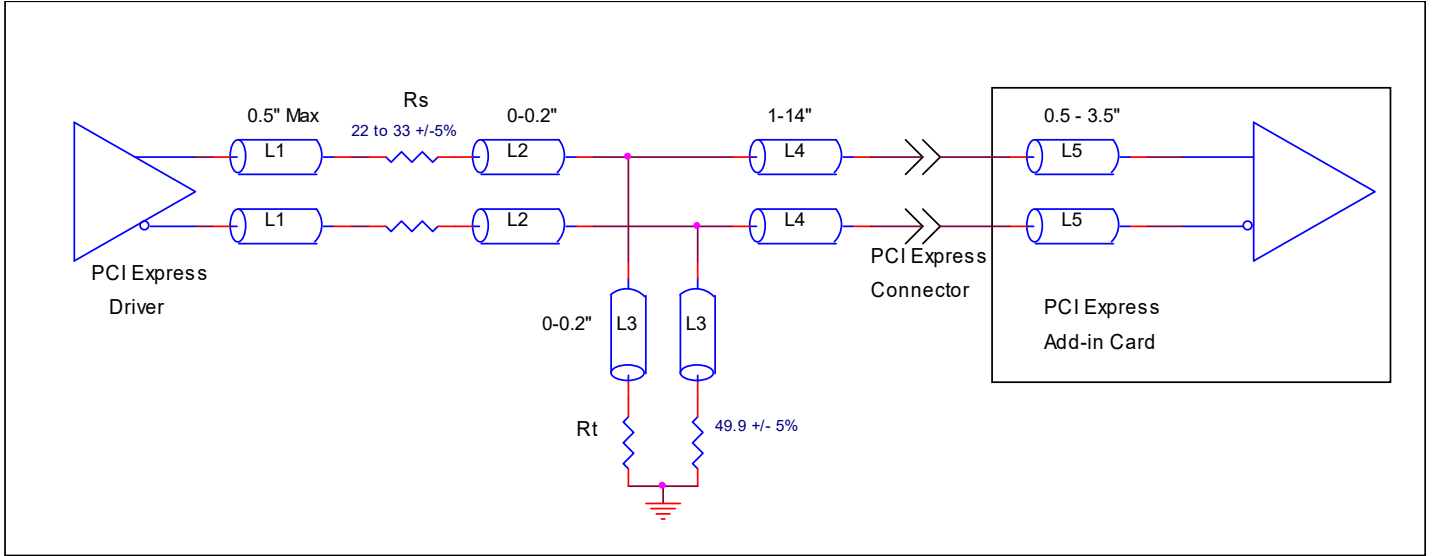 Rs
0.5" Max
22 to 33 +/-5%
0-0.2"
1-14"
0.5 - 3.5"
L1
L2
L4
L5
L1
L2
L4
L5
PCI Express
Driver
PCI Express
Connector
PCI Express
Add-in Card
0-0.2"
L3
L3
Rt
49.9 +/- 5%